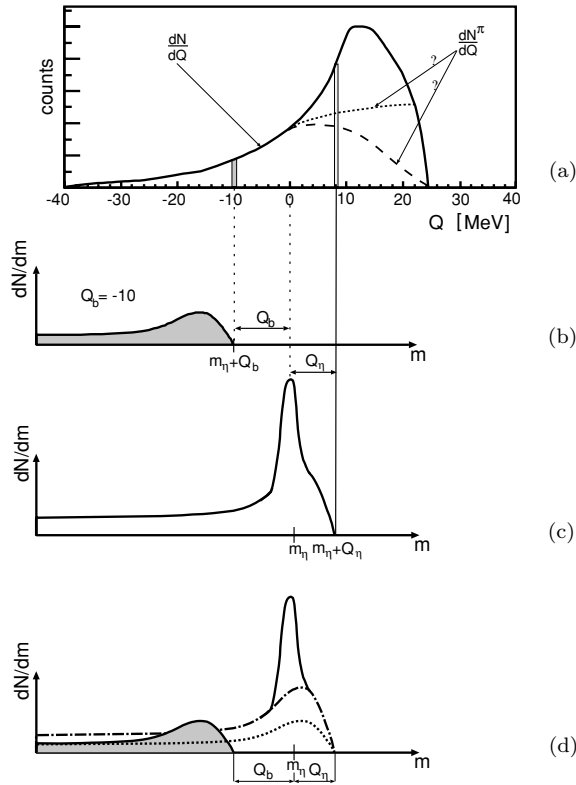 dN
dQ
dN^π
dQ
?
?
counts
-40 -30 -20 -10 0 10 20 30 40
Q [MeV]
(a)
dN/dm
Q_b = -10
Q_b
m_η+Q_b
m
(b)
Q_η
dN/dm
m_η m_η+Q_η
m
(c)
dN/dm
m_η
Q_b Q_η
m
(d)